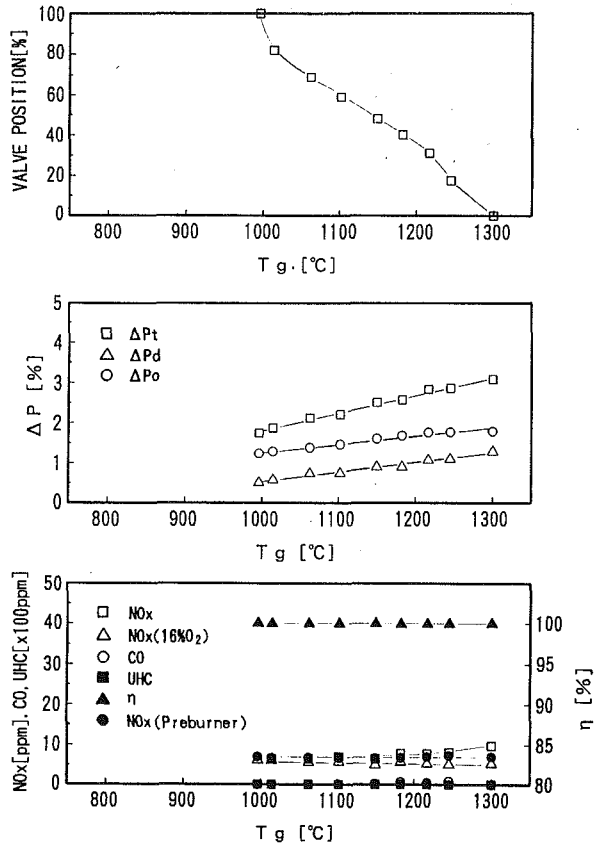 VALVE POSITION[%]
100
80
60
40
20
0
800 900 1000 1100 1200 1300
Tg.[℃]
ΔP [%]
5
4
3
2
1
0
ΔPt
ΔPd
ΔPo
800 900 1000 1100 1200 1300
Tg [℃]
NOx[ppm].CO,UHC[x100ppm]
50
40
30
20
10
0
NOx
NOx(16%O₂)
CO
UHC
η
NOx(Preburner)
100
95
90
85
80
η [%]
800 900 1000 1100 1200 1300
Tg [℃]